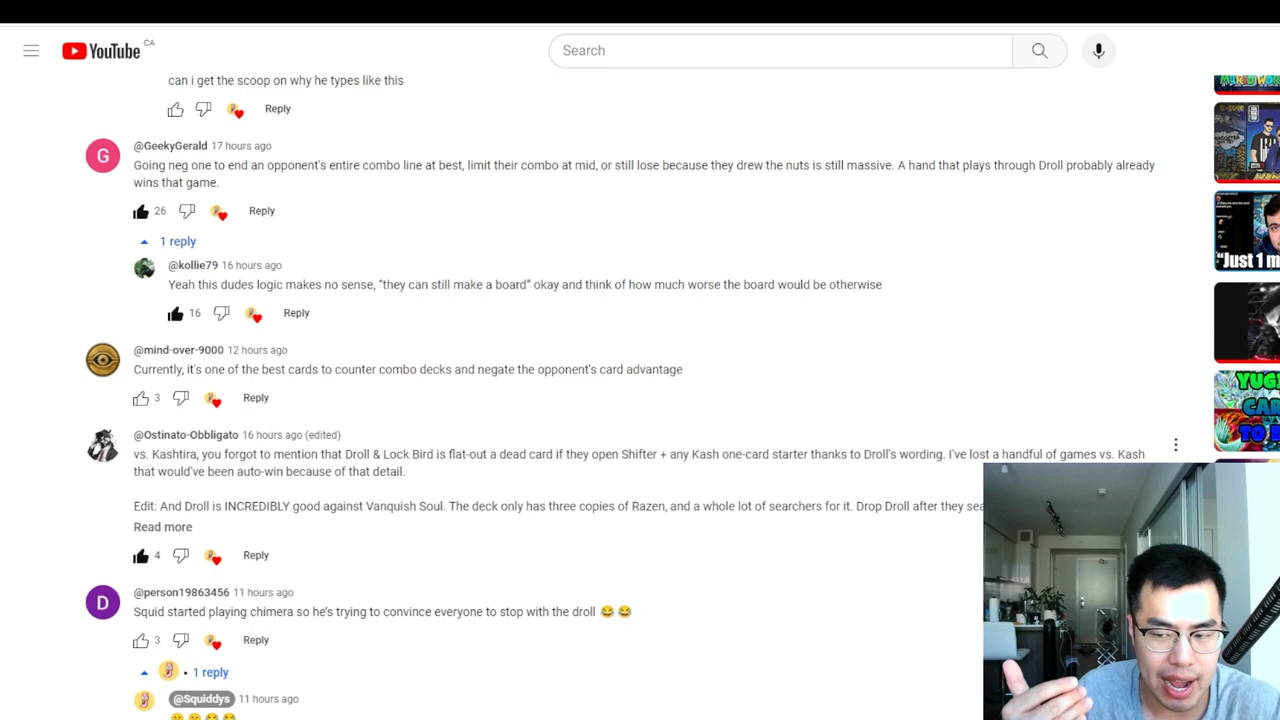 YouTube CA
Search
can i get the scoop on why he types like this
Reply
@GeekyGerald 17 hours ago
Going neg one to end an opponent's entire combo line at best, limit their combo at mid, or still lose because they drew the nuts is still massive. A hand that plays through Droll probably already
wins that game.
26 Reply
1 reply
@kollie79 16 hours ago
Yeah this dudes logic makes no sense, "they can still make a board" okay and think of how much worse the board would be otherwise
16 Reply
@mind-over-9000 12 hours ago
Currently, it's one of the best cards to counter combo decks and negate the opponent's card advantage
3 Reply
@Ostinato-Obbligato 16 hours ago (edited)
vs. Kashtira, you forgot to mention that Droll & Lock Bird is flat-out a dead card if they open Shifter + any Kash one-card starter thanks to Droll's wording. I've lost a handful of games vs. Kash
that would've been auto-win because of that detail.
Edit: And Droll is INCREDIBLY good against Vanquish Soul. The deck only has three copies of Razen, and a whole lot of searchers for it. Drop Droll after they sea
Read more
4 Reply
D
@person19863456 11 hours ago
Squid started playing chimera so he's trying to convince everyone to stop with the droll 😂 😂
3 Reply
• 1 reply
@Squiddys 11 hours ago
G
"Just 1 m